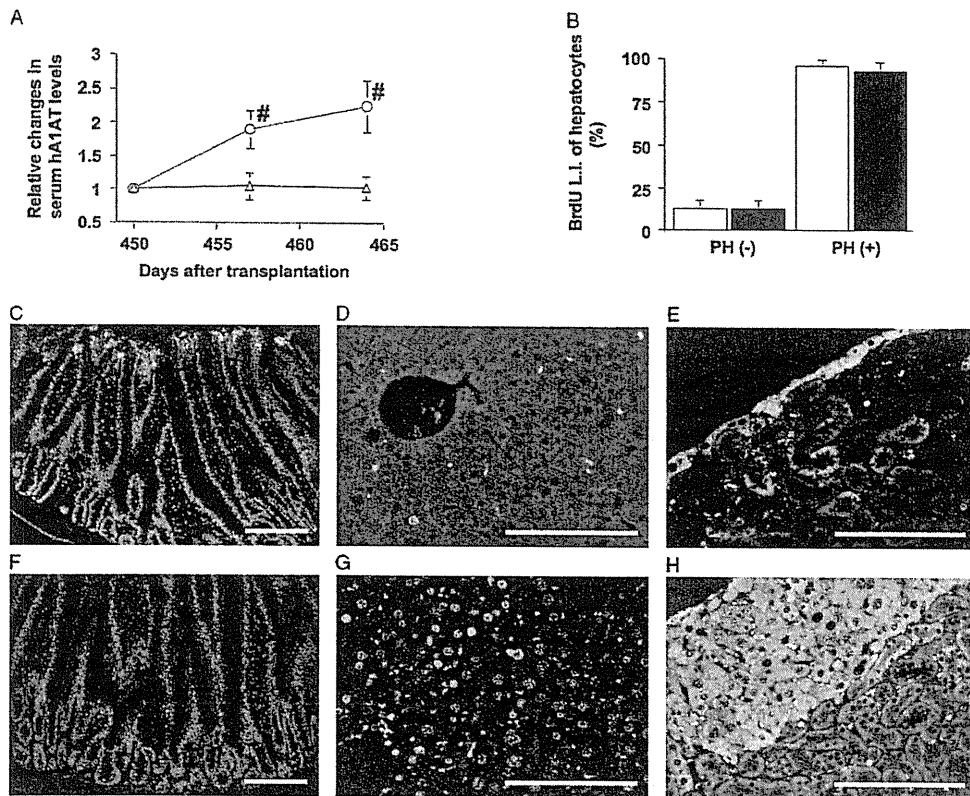 A
Relative changes in
serum hA1AT levels
3
2.5
2
1.5
1
0.5
#
#
450
455
460
465
Days after transplantation
B
BrdU L.I. of hepatocytes
(%)
100
75
50
25
0
PH (-)
PH (+)
C
D
E
F
G
H